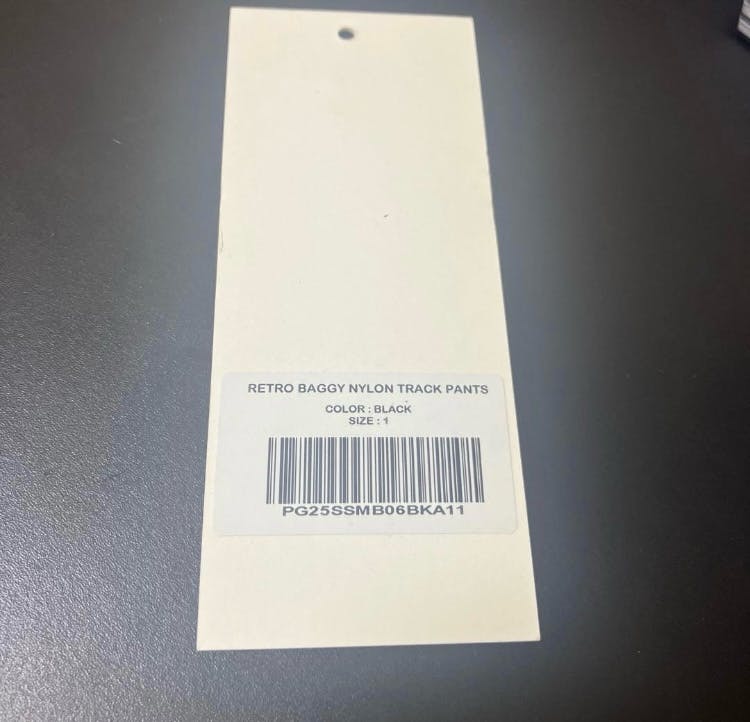 RETRO BAGGY NYLON TRACK PANTS
COLOR : BLACK
SIZE : 1
PG25SSMB06BKA11